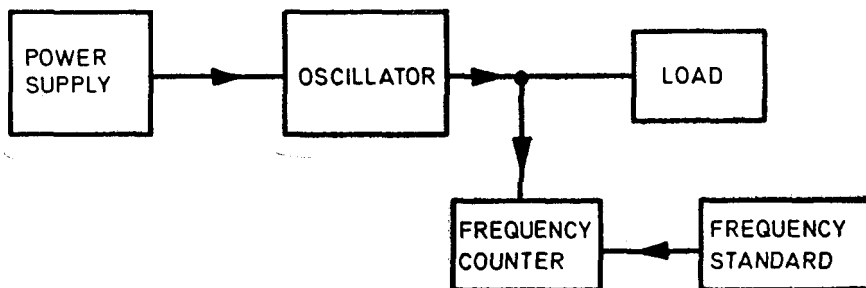 POWER
SUPPLY
OSCILLATOR
LOAD
FREQUENCY
COUNTER
FREQUENCY
STANDARD